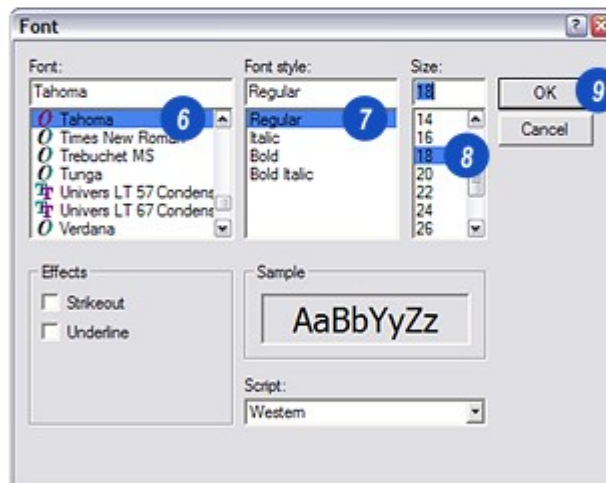 Font
?
Font:
Tahoma
Tahoma
Times New Roman
Trebuchet MS
Tunga
Univers LT 57 Condens
Univers LT 67 Condens
Verdana
6
Font style:
Regular
Regular
Italic
Bold
Bold Italic
7
Size:
18
14
16
18
20
22
24
26
8
OK
9
Cancel
Effects
Strikeout
Underline
Sample
AaBbYyZz
Script:
Western